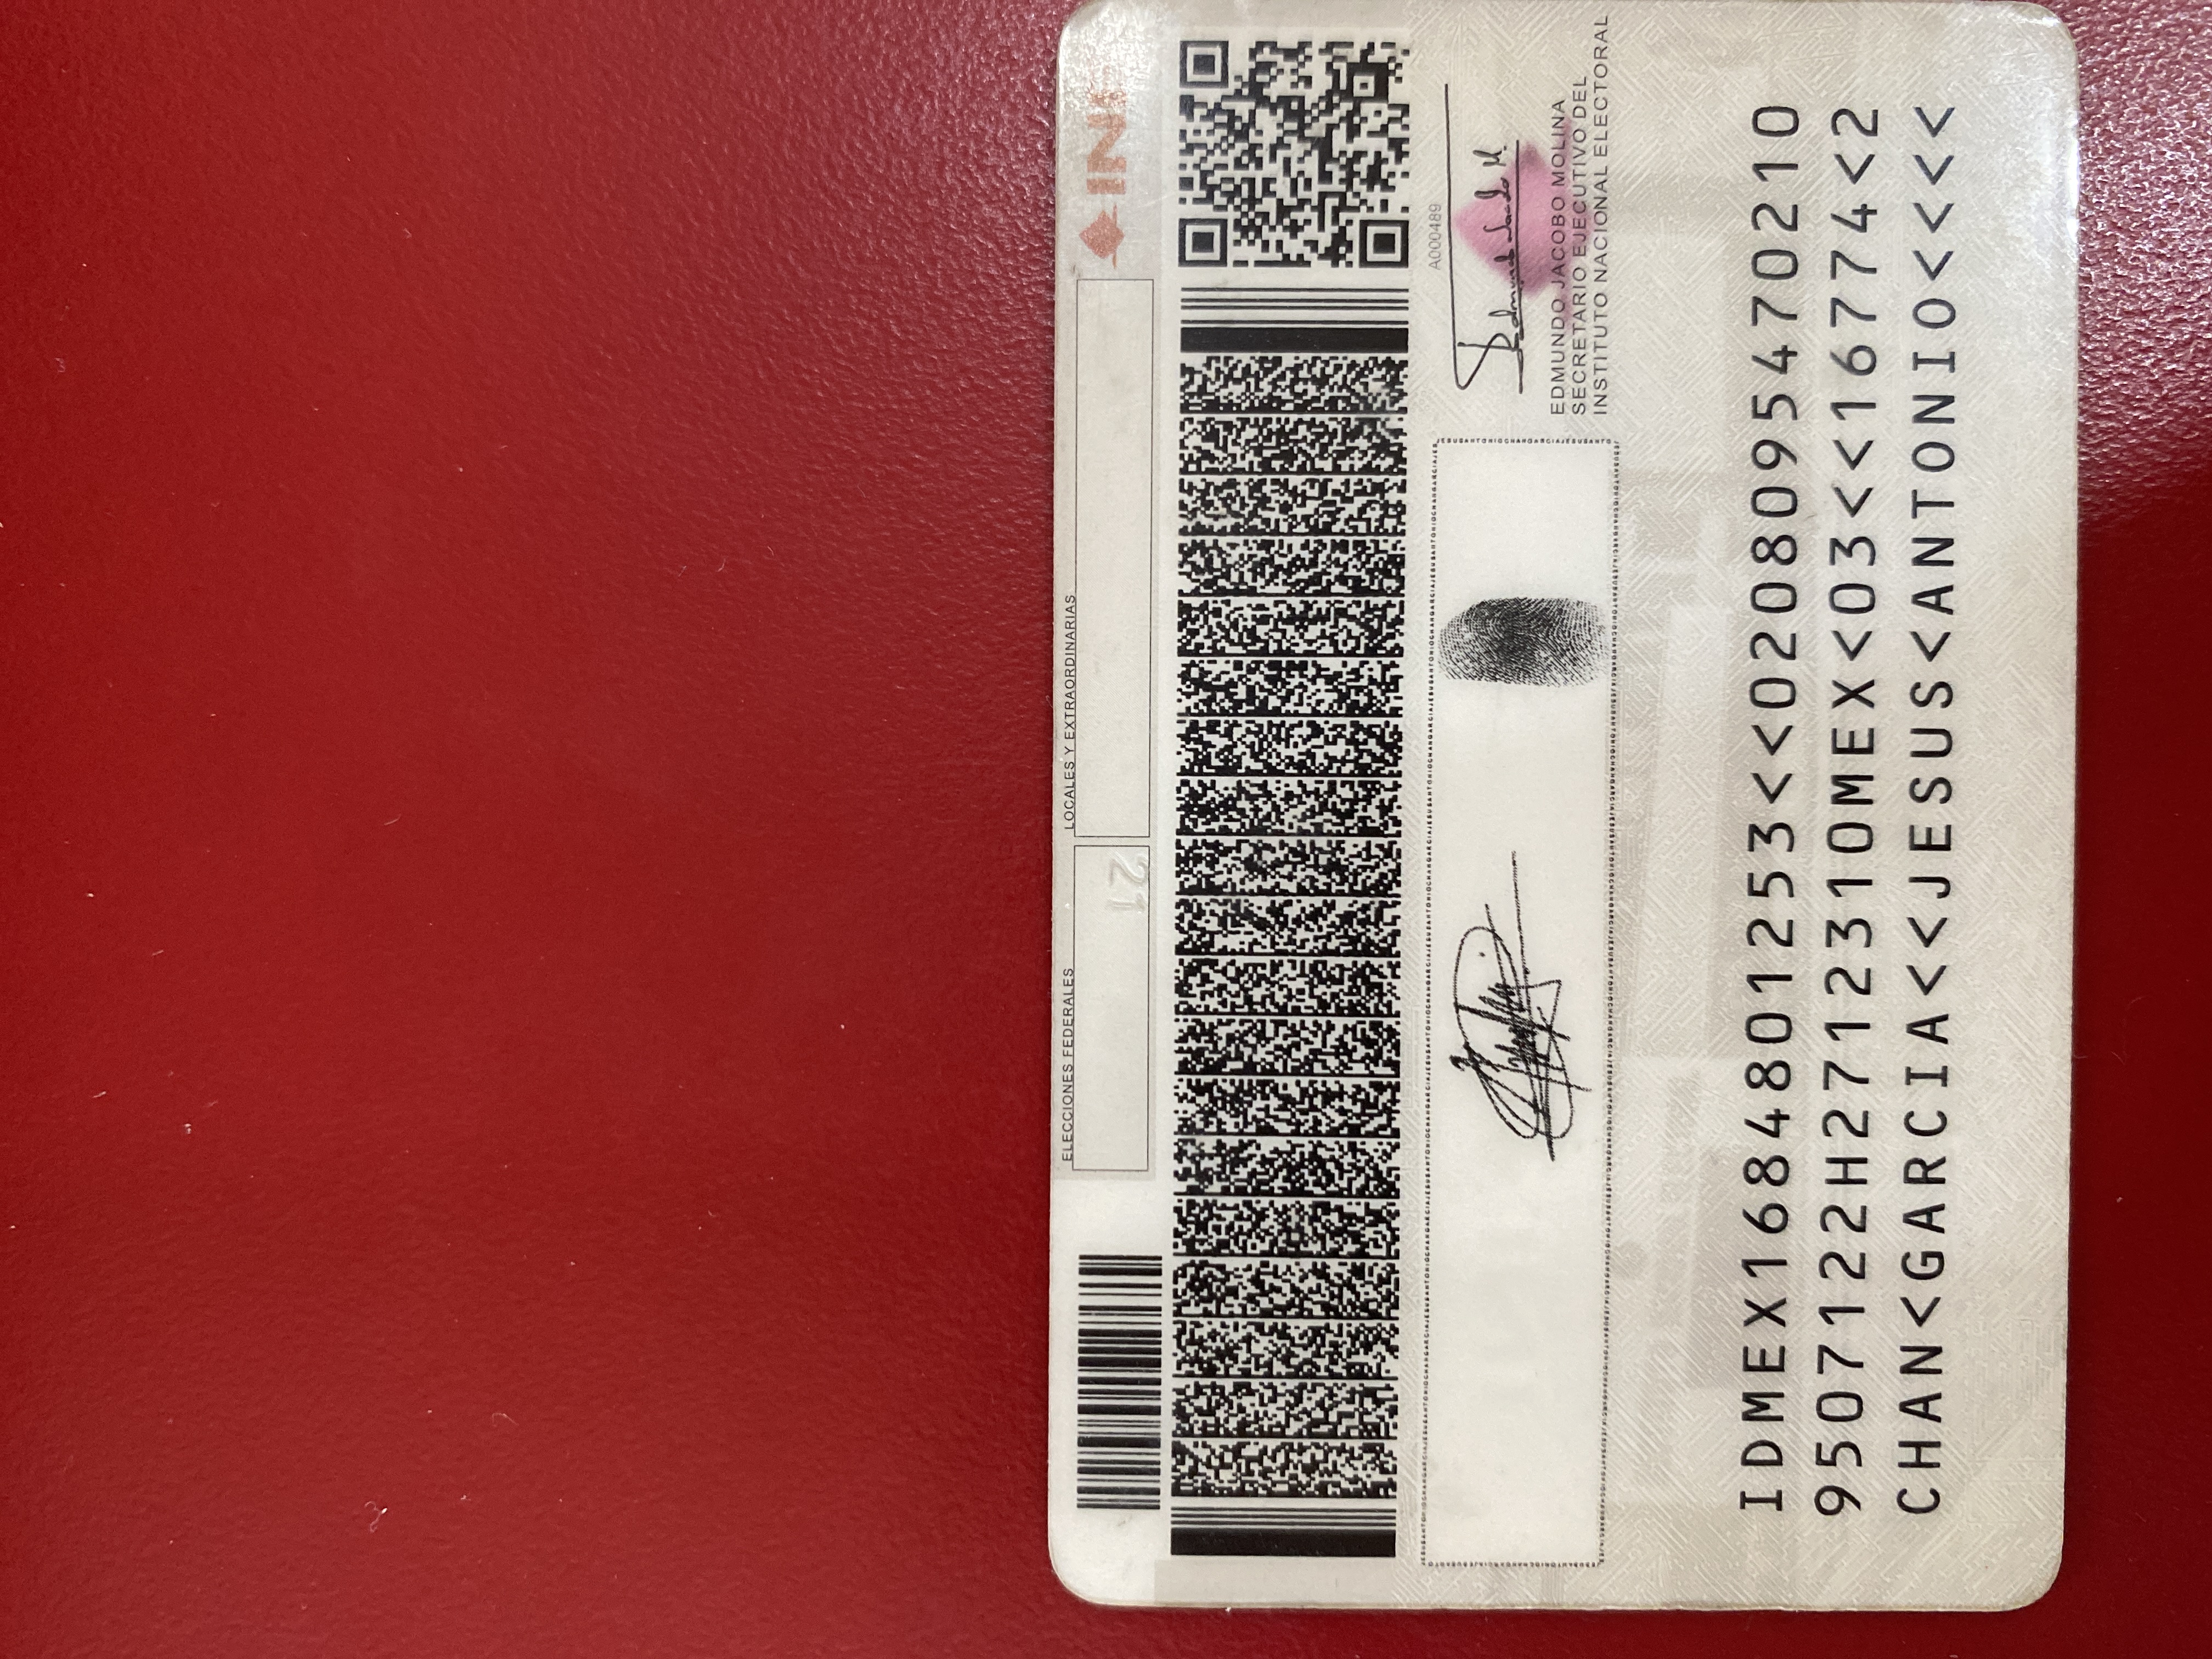 ELECCIONES FEDERALES
LOCALES Y EXTRAORDINARIAS
INE
21
A000489
EDMUNDO JACOBO MOLINA
SECRETARIO EJECUTIVO DEL
INSTITUTO NACIONAL ELECTORAL
IDMEX1684801253<<0208095470210
9507122H2712310MEX<03<<16774<2
CHAN<GARCIA<<JESUS<ANTONIO<<<<